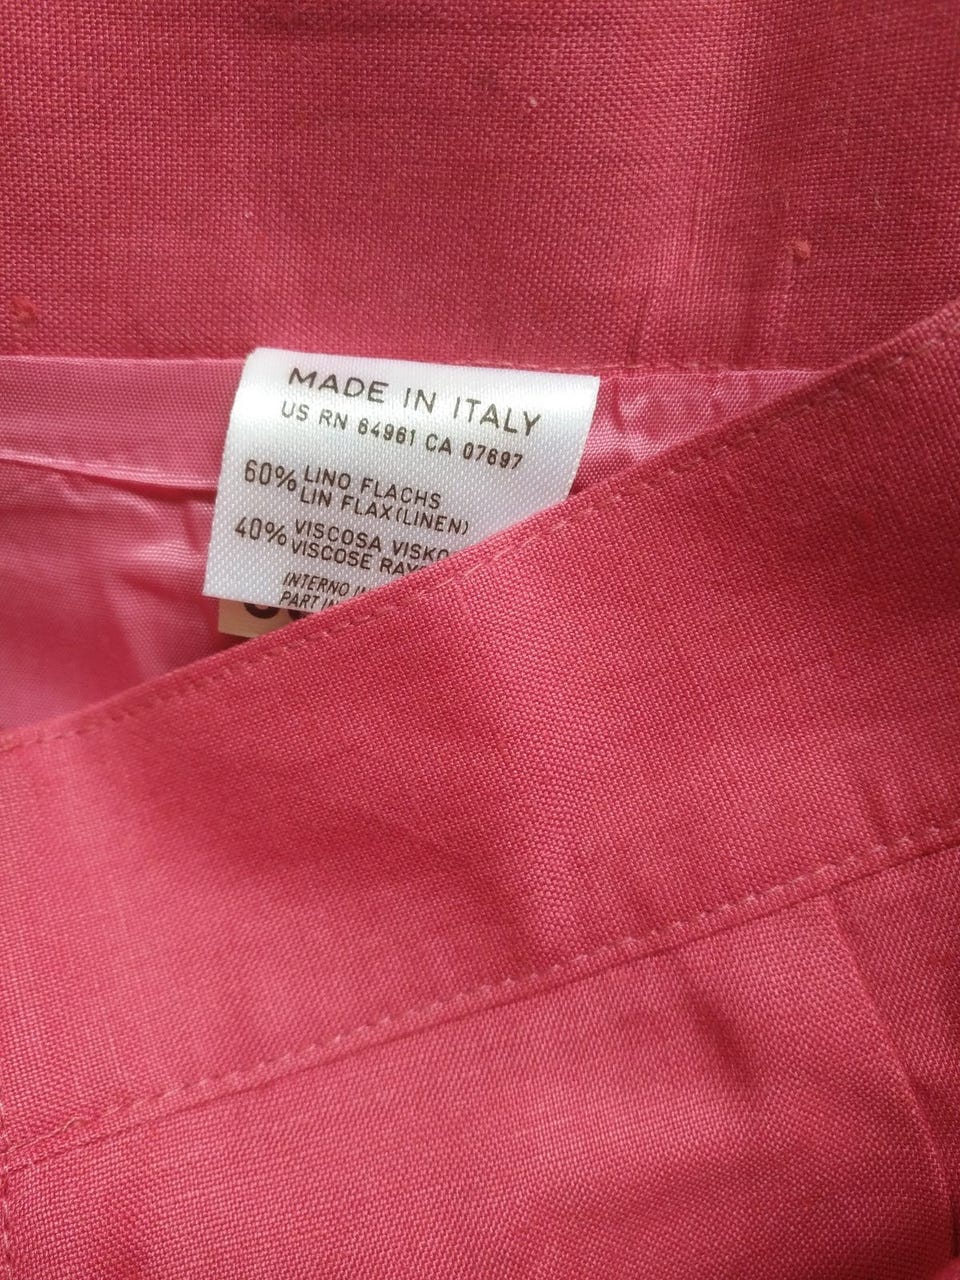 MADE IN ITALY
US RN 64961 CA 07697
60% LINO FLACHS
LIN FLAX(LINEN)
40% VISCOSA
VISCOSE
INTERNO
PART